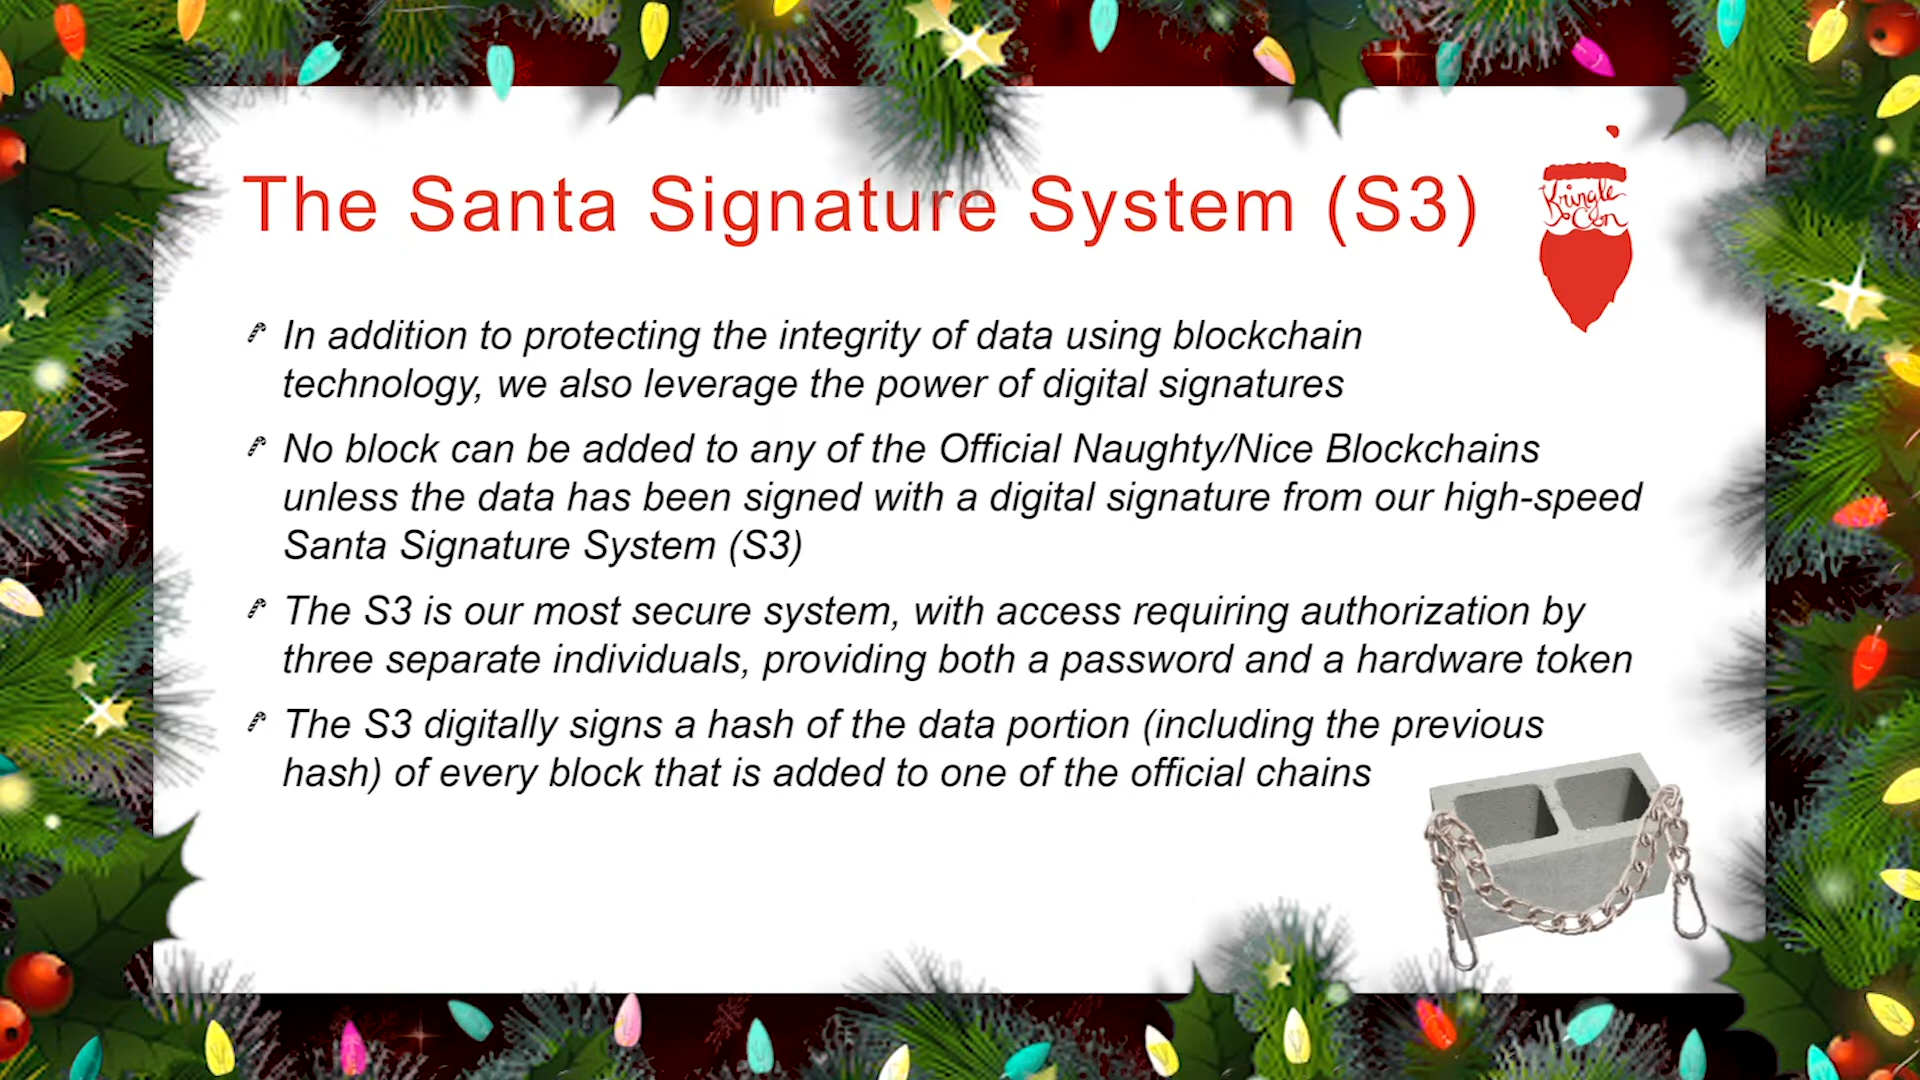 The Santa Signature System (S3)
Kringle
Con
In addition to protecting the integrity of data using blockchain
technology, we also leverage the power of digital signatures
No block can be added to any of the Official Naughty/Nice Blockchains
unless the data has been signed with a digital signature from our high-speed
Santa Signature System (S3)
The S3 is our most secure system, with access requiring authorization by
three separate individuals, providing both a password and a hardware token
The S3 digitally signs a hash of the data portion (including the previous
hash) of every block that is added to one of the official chains